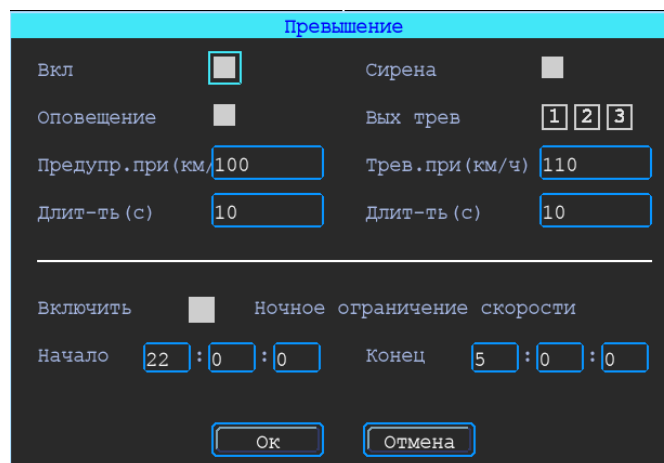 Превышение
Вкл Сирена
Оповещение Вых трев 1 2 3
Предупр.при(км/ 100 Трев.при(км/ч) 110
Длит-ть(с) 10 Длит-ть(с) 10
Включить Ночное ограничение скорости
Начало 22 : 0 : 0 Конец 5 : 0 : 0
Ок Отмена